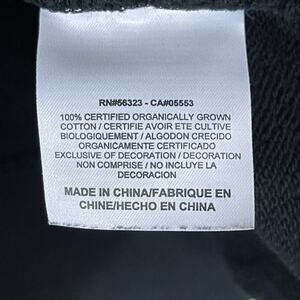 RN#56323 - CA#05553
100% CERTIFIED ORGANICALLY GROWN
COTTON / CERTIFIE AVOIR ETE CULTIVE
BIOLOGIQUEMENT / ALGODON CRECIDO
ORGANICAMENTE CERTIFICADO
EXCLUSIVE OF DECORATION / DECORATION
NON COMPRISE / NO INCLUYE LA
DECORACION
MADE IN CHINA/FABRIQUE EN
CHINE/HECHO EN CHINA